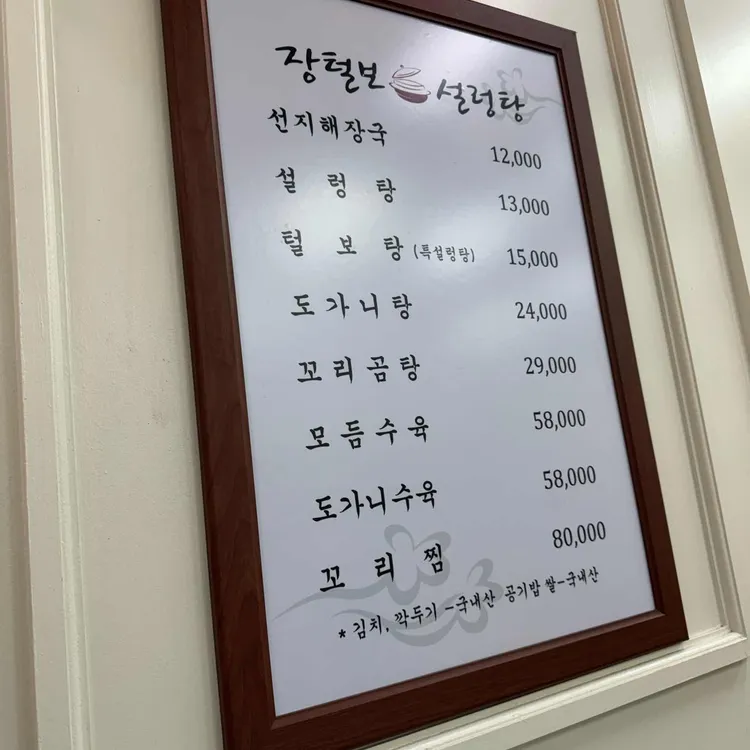 장털보 설렁탕
선지해장국 12,000
설렁탕 13,000
털보탕 (특설렁탕) 15,000
도가니탕 24,000
꼬리곰탕 29,000
모듬수육 58,000
도가니수육 58,000
꼬리찜 80,000
* 김치, 깍두기 -국내산 공기밥 쌀-국내산